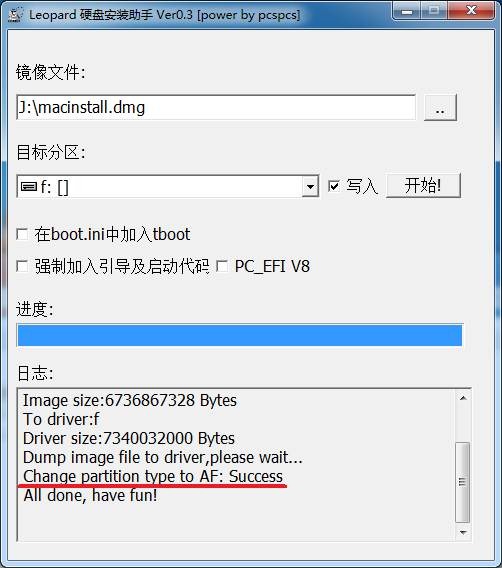 Leopard 硬盘安装助手 Ver0.3 [power by pcspcs]
镜像文件:
J:\macinstall.dmg
..
目标分区:
f: []
写入
开始!
在boot.ini中加入tboot
强制加入引导及启动代码
PC_EFI V8
进度:
日志:
Image size:6736867328 Bytes
To driver:f
Driver size:7340032000 Bytes
Dump image file to driver,please wait...
Change partition type to AF: Success
All done, have fun!